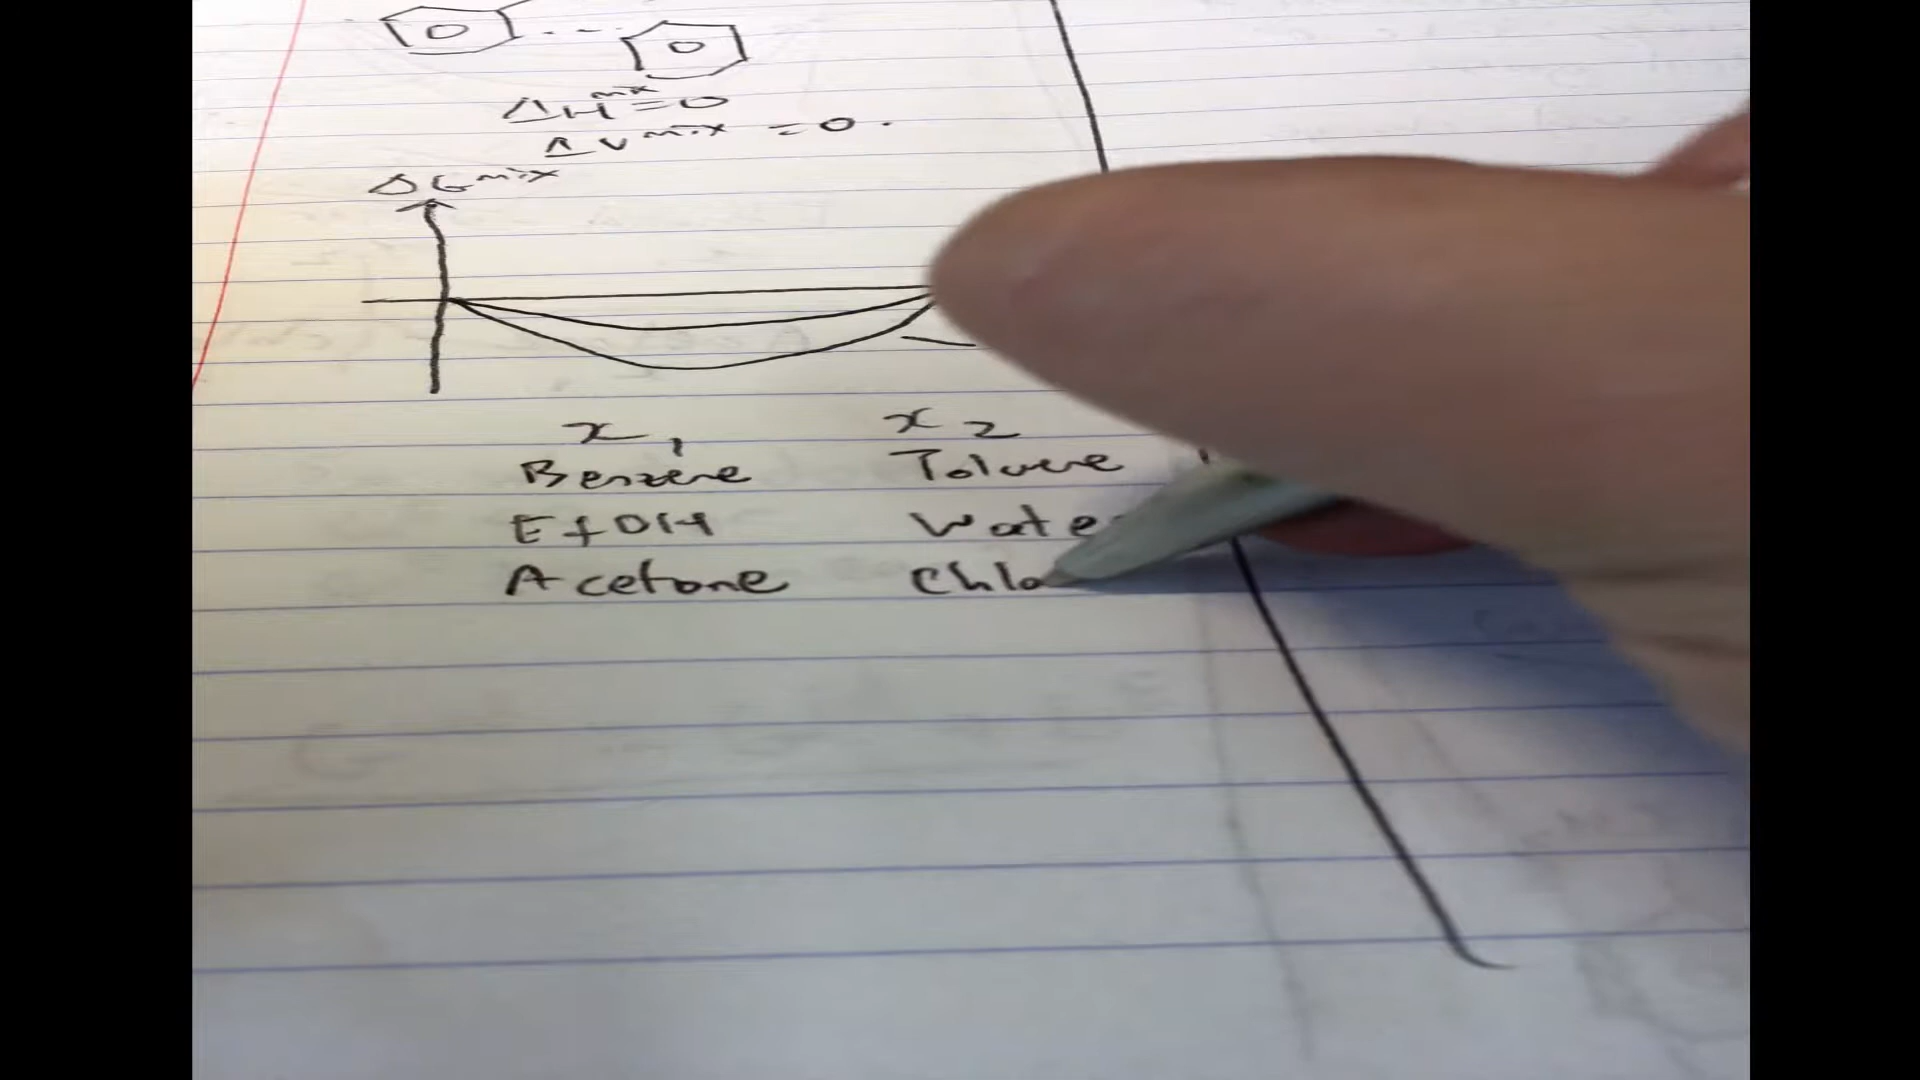 ΔH^mix = 0
ΔV^mix = 0.
ΔG^mix
x₁ x₂
Benzene Toluene
EtOH Wate
Acetone Chlo